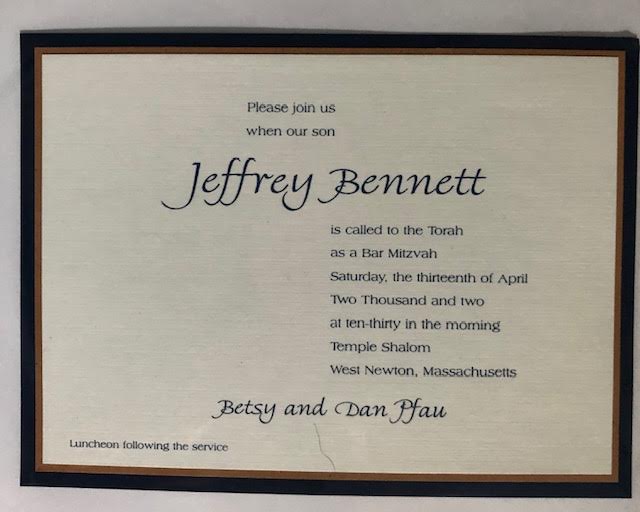 Please join us
when our son
Jeffrey Bennett
is called to the Torah
as a Bar Mitzvah
Saturday, the thirteenth of April
Two Thousand and two
at ten-thirty in the morning
Temple Shalom
West Newton, Massachusetts
Betsy and Dan Pfau
Luncheon following the service